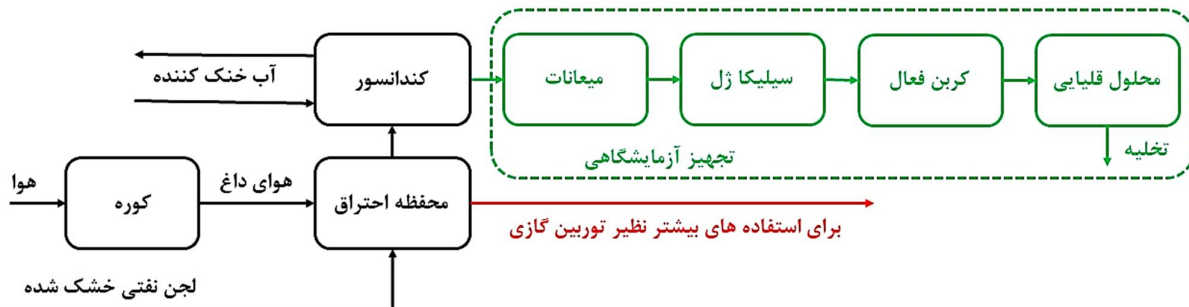 کندانسور
میعانات
سیلیکا ژل
کربن فعال
محلول قلیایی
آب خنک کننده
تجهیز آزمایشگاهی
تخلیه
هوا
کوره
هوای داغ
محفظه احتراق
برای استفاده های بیشتر نظیر توربین گازی
لجن نفتی خشک شده